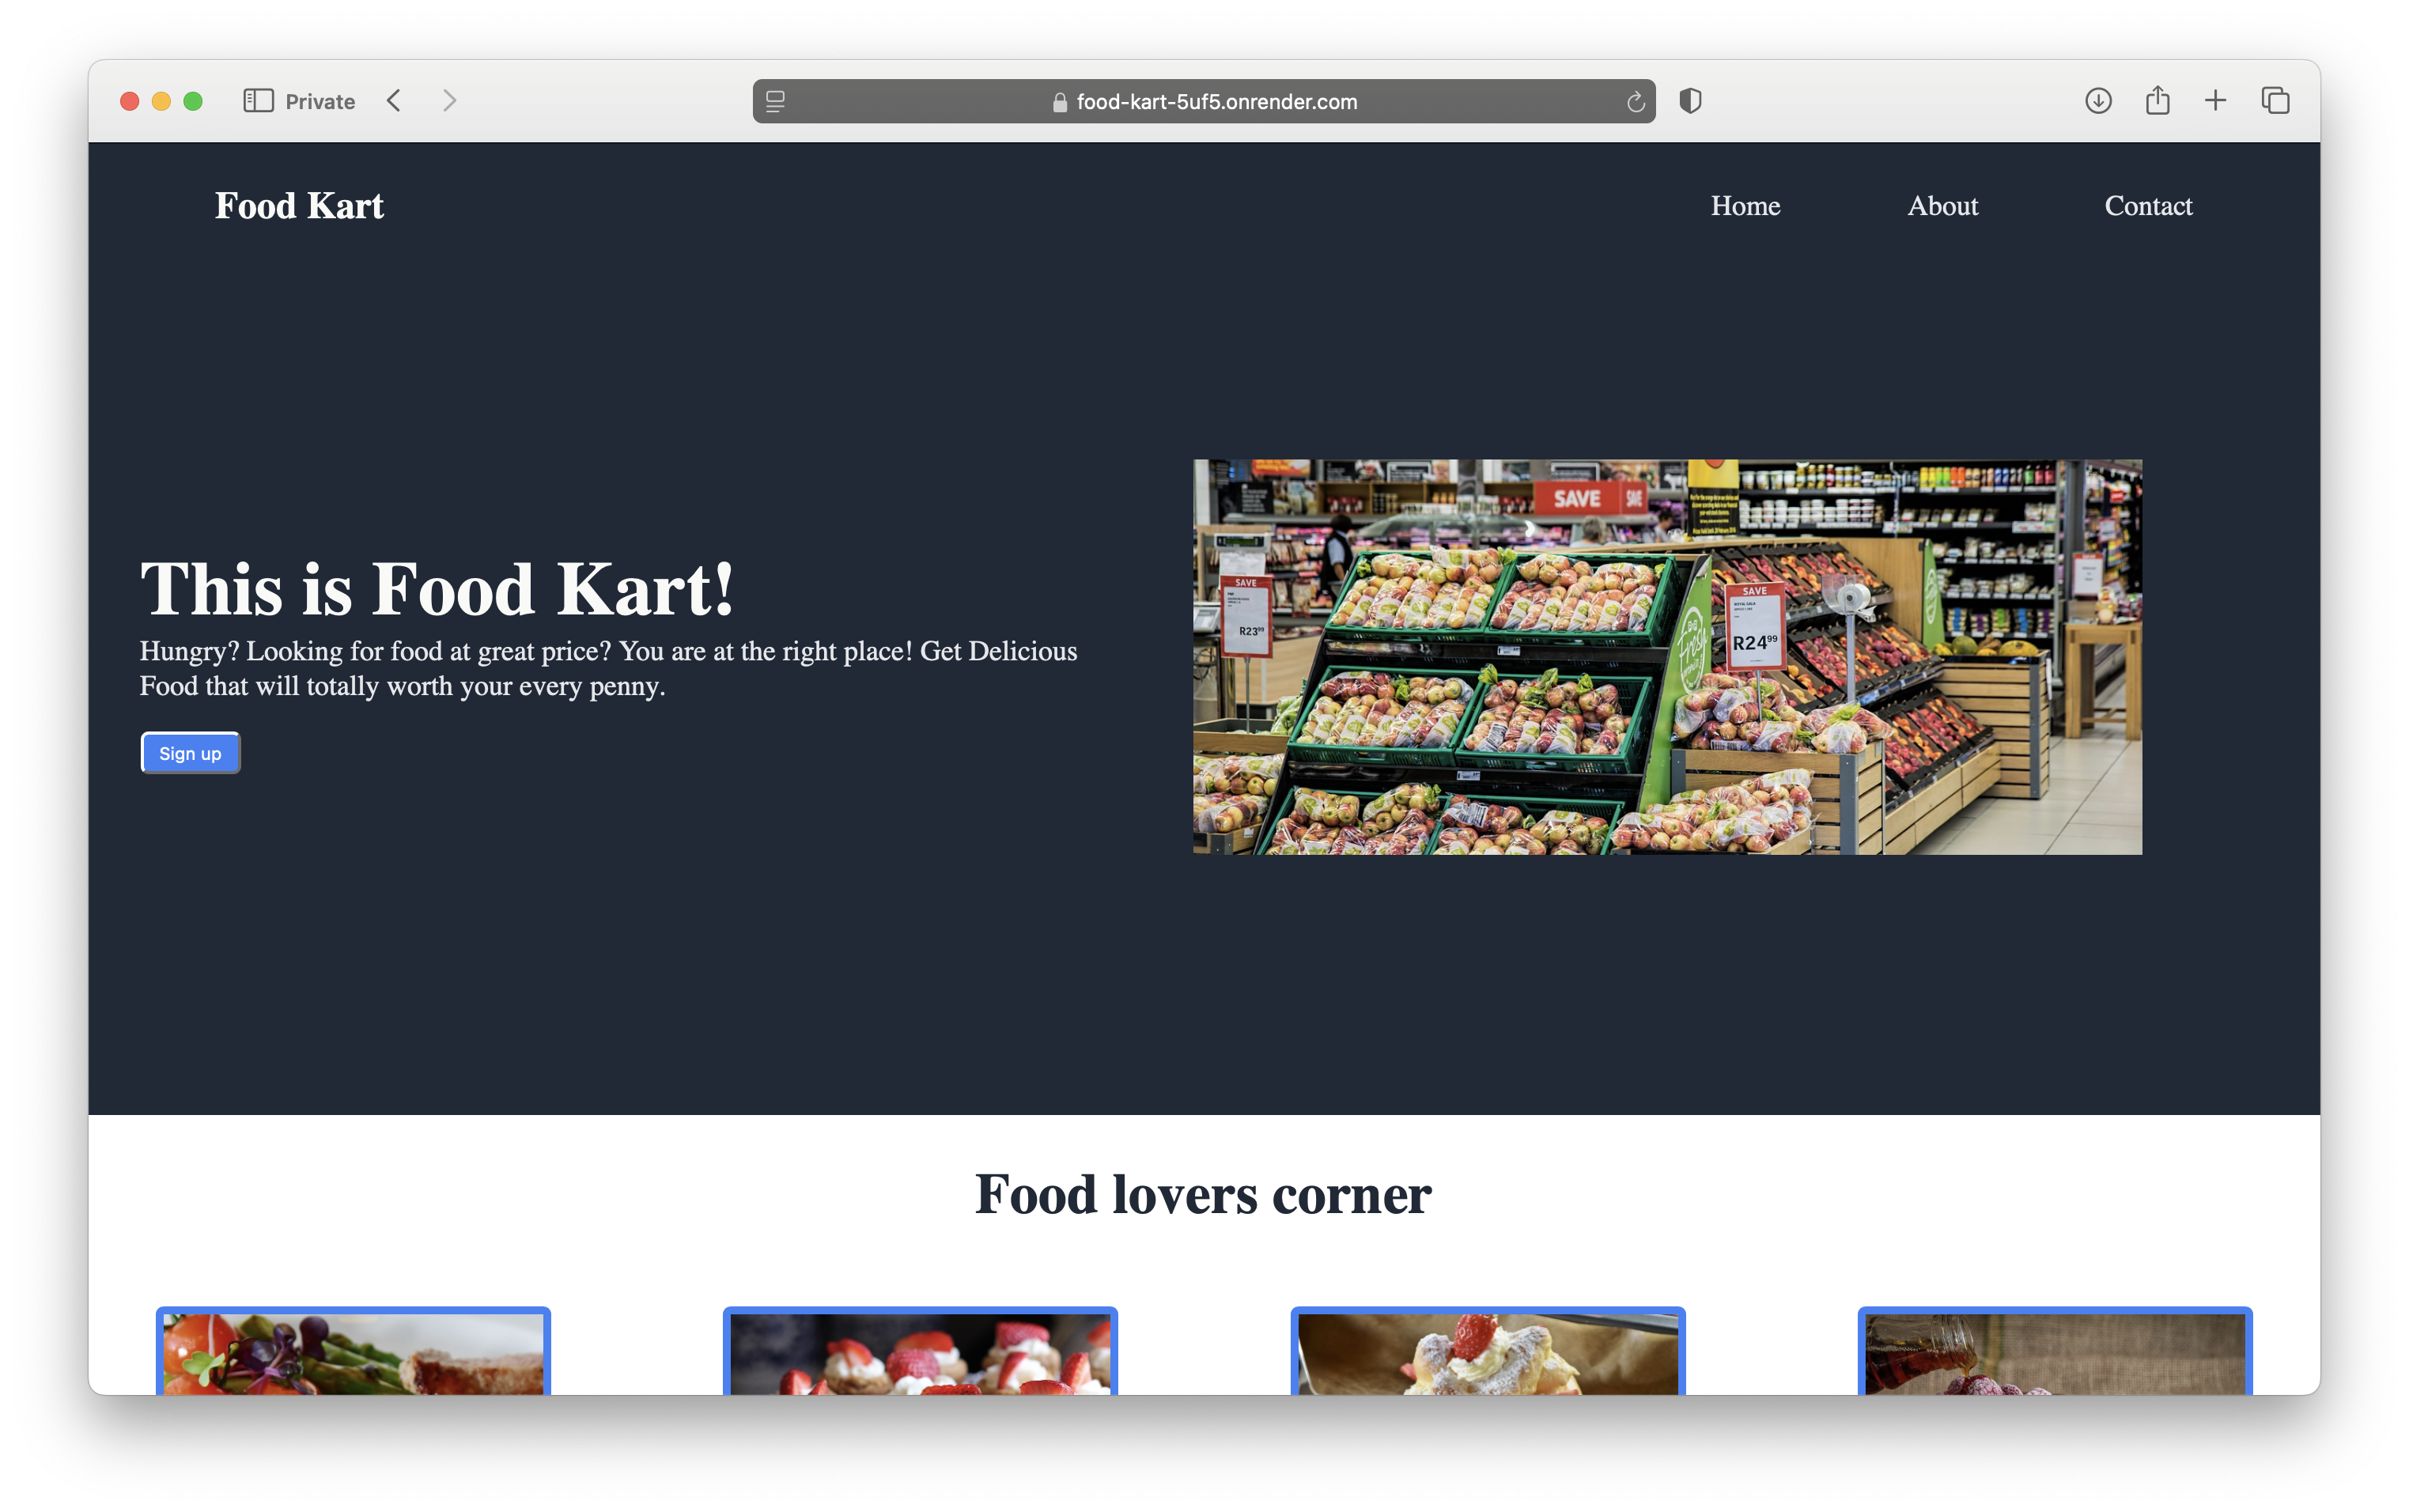 Private
food-kart-5uf5.onrender.com
Food Kart
Home
About
Contact
This is Food Kart!
Hungry? Looking for food at great price? You are at the right place! Get Delicious
Food that will totally worth your every penny.
Sign up
SAVE
SAVE
SAVE
R23⁹⁹
SAVE
R24⁹⁹
Food lovers corner